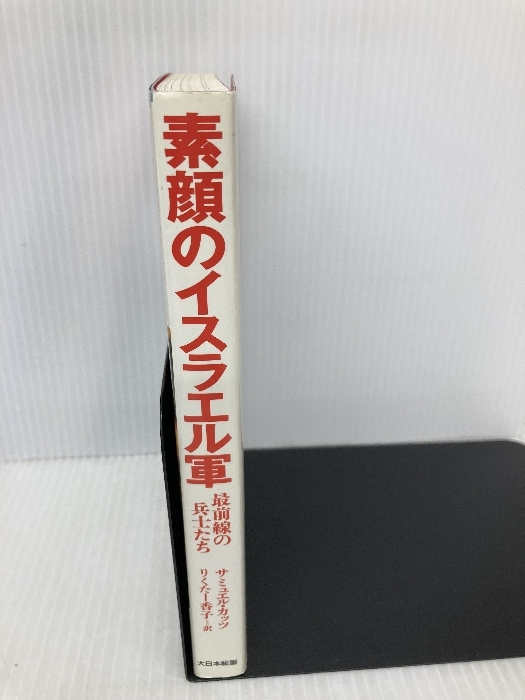 素顔のイスラエル軍
最前線の
兵士たち
サミュエル・カッツ
りくたー香子=訳
大日本絵画